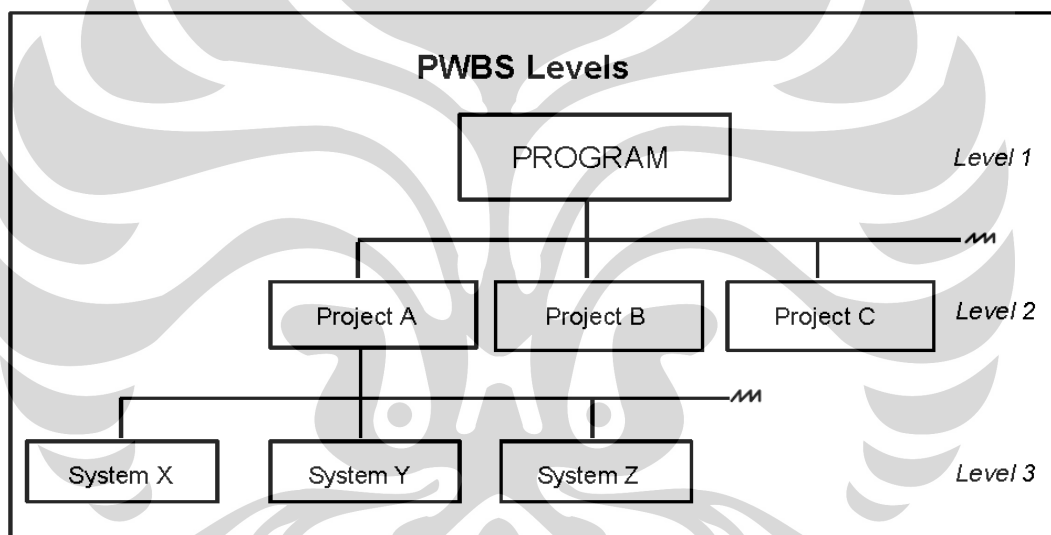 PWBS Levels
PROGRAM
Level 1
Project A
Project B
Project C
Level 2
System X
System Y
System Z
Level 3